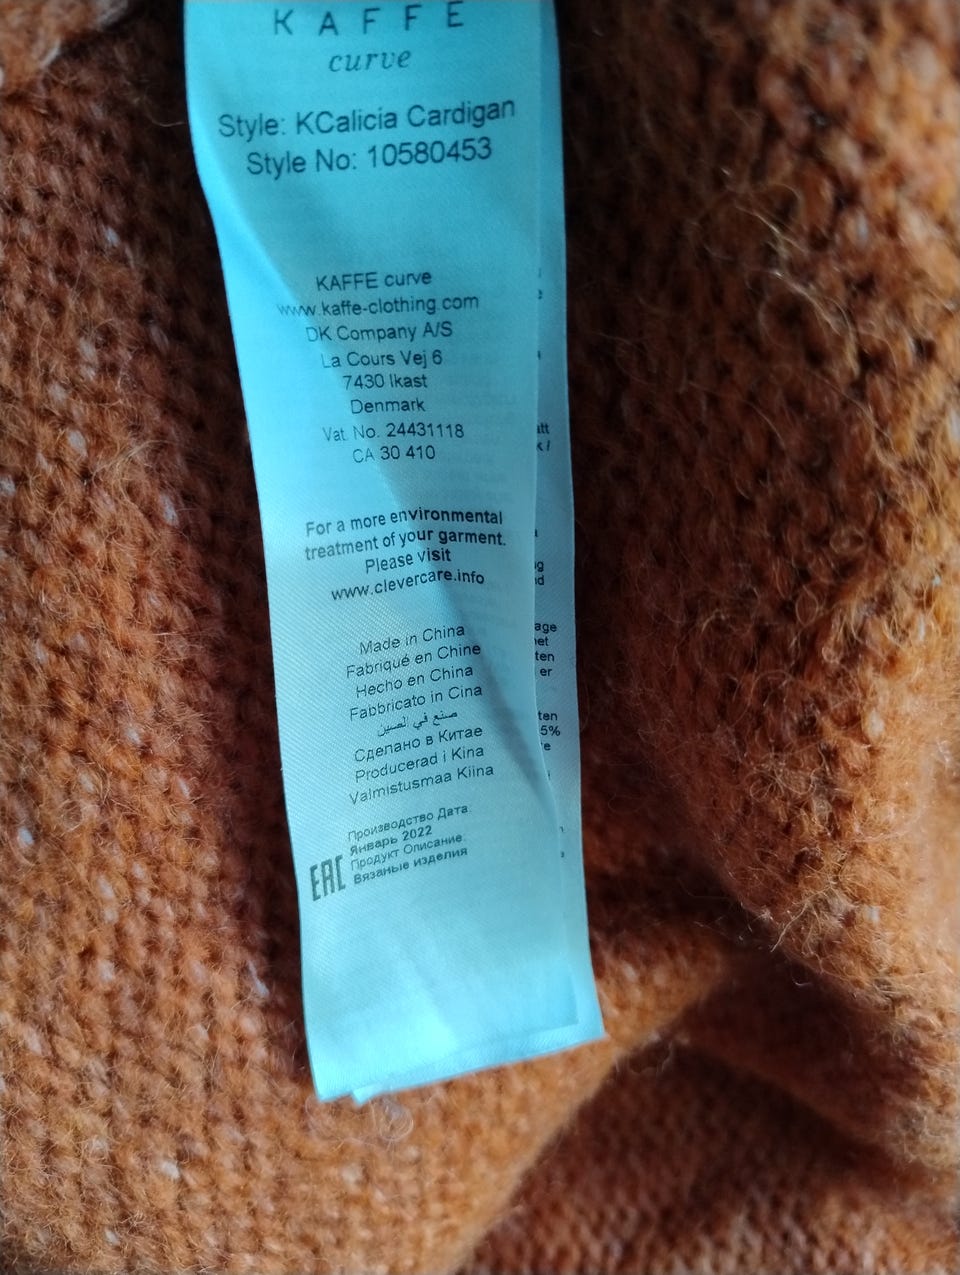 KAFFE
curve
Style: KCalicia Cardigan
Style No: 10580453
KAFFE curve
www.kaffe-clothing.com
DK Company A/S
La Cours Vej 6
7430 Ikast
Denmark
Vat. No. 24431118
CA 30 410
For a more environmental
treatment of your garment.
Please visit
www.clevercare.info
Made in China
Fabriqué en Chine
Hecho en China
Fabbricato in Cina
صنع في الصين
Сделано в Китае
Producerad i Kina
Valmistusmaa Kiina
Производство Дата:
Январь 2022
Продукт Описание:
Вязаные изделия
EAC